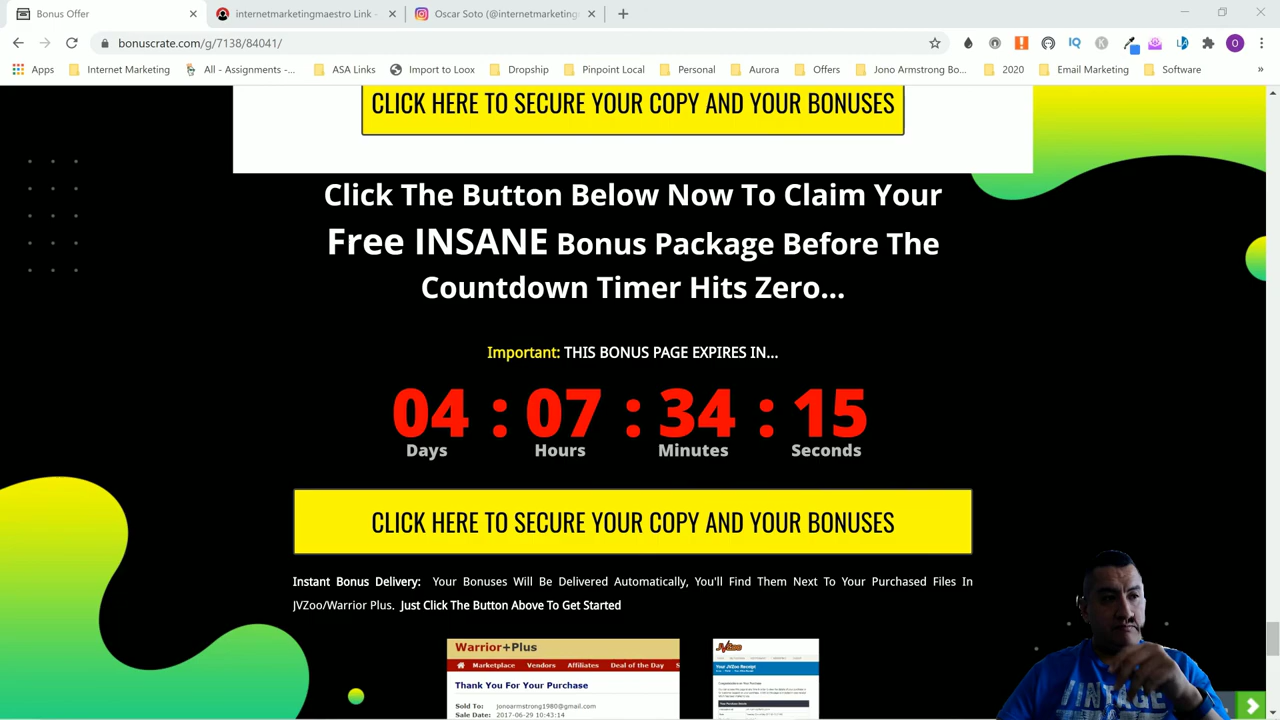 Bonus Offer
internetmarketingmaestro Link -
Oscar Soto (@internetmarketing
bonuscrate.com/g/7138/84041/
Apps
Internet Marketing
All - Assignments -...
ASA Links
Import to Loox
Dropship
Pinpoint Local
Personal
Aurora
Offers
Jono Armstrong Bo...
2020
Email Marketing
Software
»
CLICK HERE TO SECURE YOUR COPY AND YOUR BONUSES
Click The Button Below Now To Claim Your
Free INSANE Bonus Package Before The
Countdown Timer Hits Zero...
Important: THIS BONUS PAGE EXPIRES IN...
04 : 07 : 34 : 15
Days Hours Minutes Seconds
CLICK HERE TO SECURE YOUR COPY AND YOUR BONUSES
Instant Bonus Delivery: Your Bonuses Will Be Delivered Automatically, You'll Find Them Next To Your Purchased Files In
JVZoo/Warrior Plus. Just Click The Button Above To Get Started
Warrior+Plus
Marketplace Vendors Affiliates Deal of the Day S
Thank You For Your Purchase
Sold To: jonoarmstrong1980@gmail.com
Sale Date: 2017-06-29 10:43:14
JVZoo
Your JVZoo Receipt